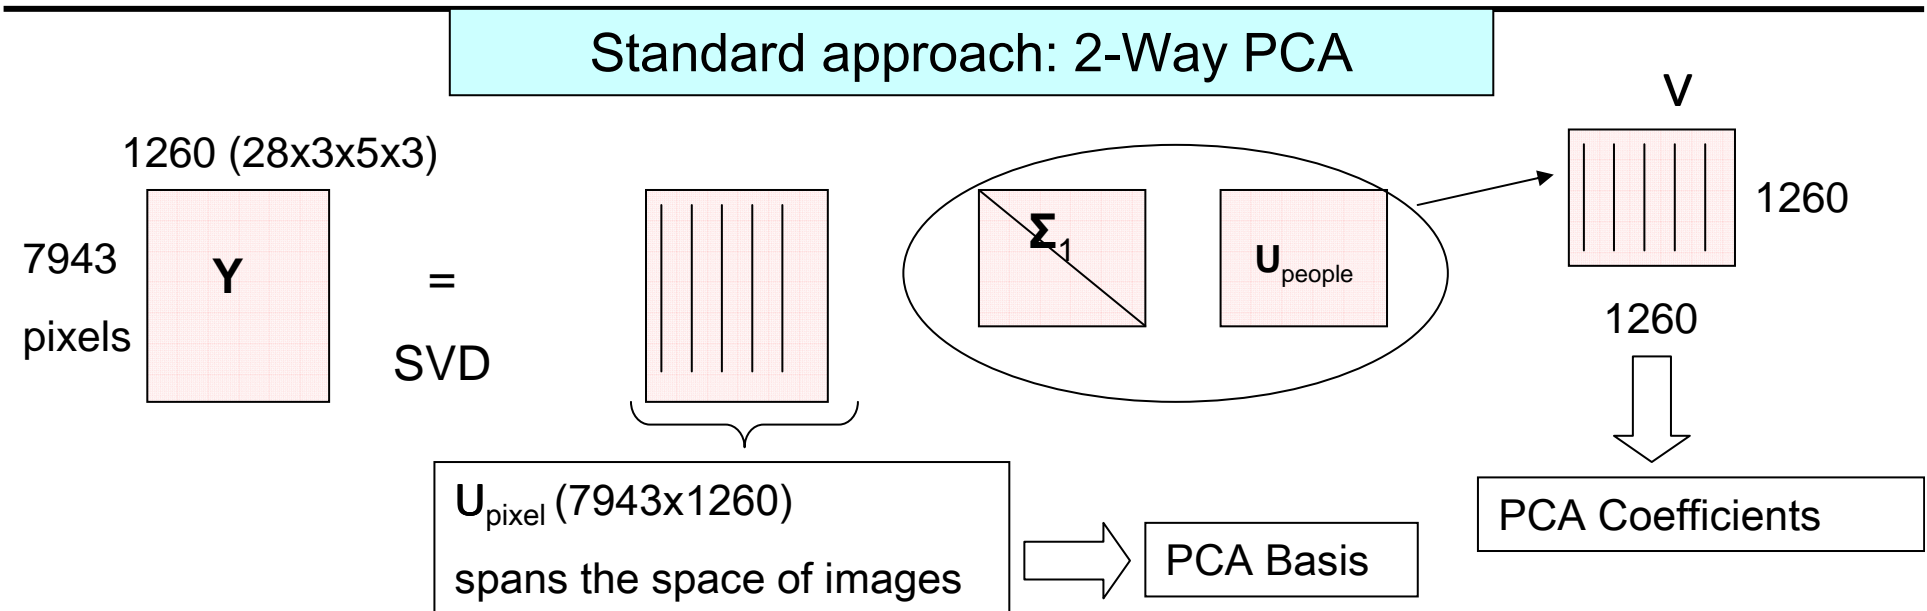 Standard approach: 2-Way PCA
V
1260 (28x3x5x3)
7943
pixels
Y
=
SVD
Σ1
Upeople
1260
1260
Upixel (7943x1260)
spans the space of images
PCA Basis
PCA Coefficients